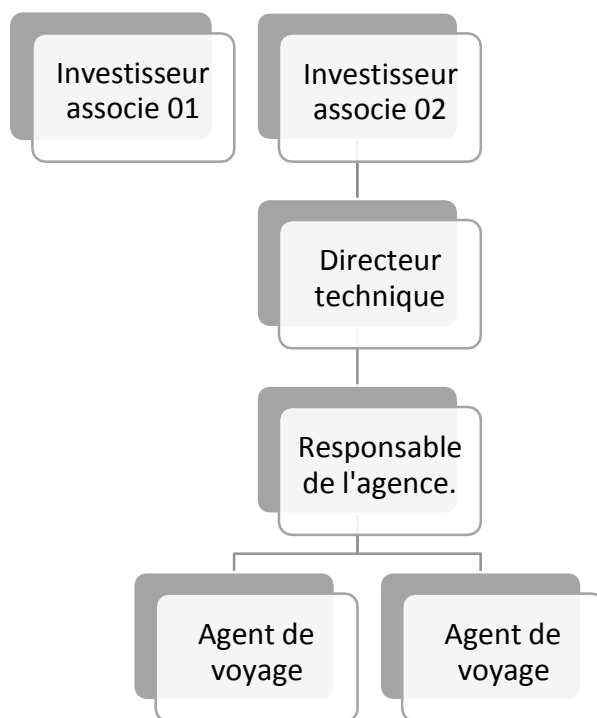 Investisseur
associe 01
Investisseur
associe 02
Directeur
technique
Responsable
de l'agence.
Agent de
voyage
Agent de
voyage